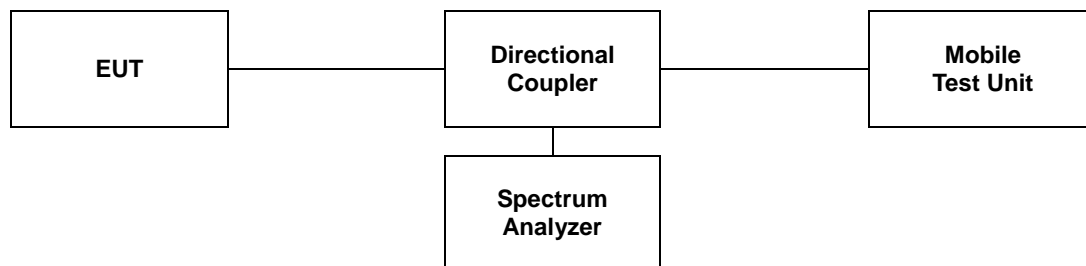 EUT
Directional
Coupler
Mobile
Test Unit
Spectrum
Analyzer